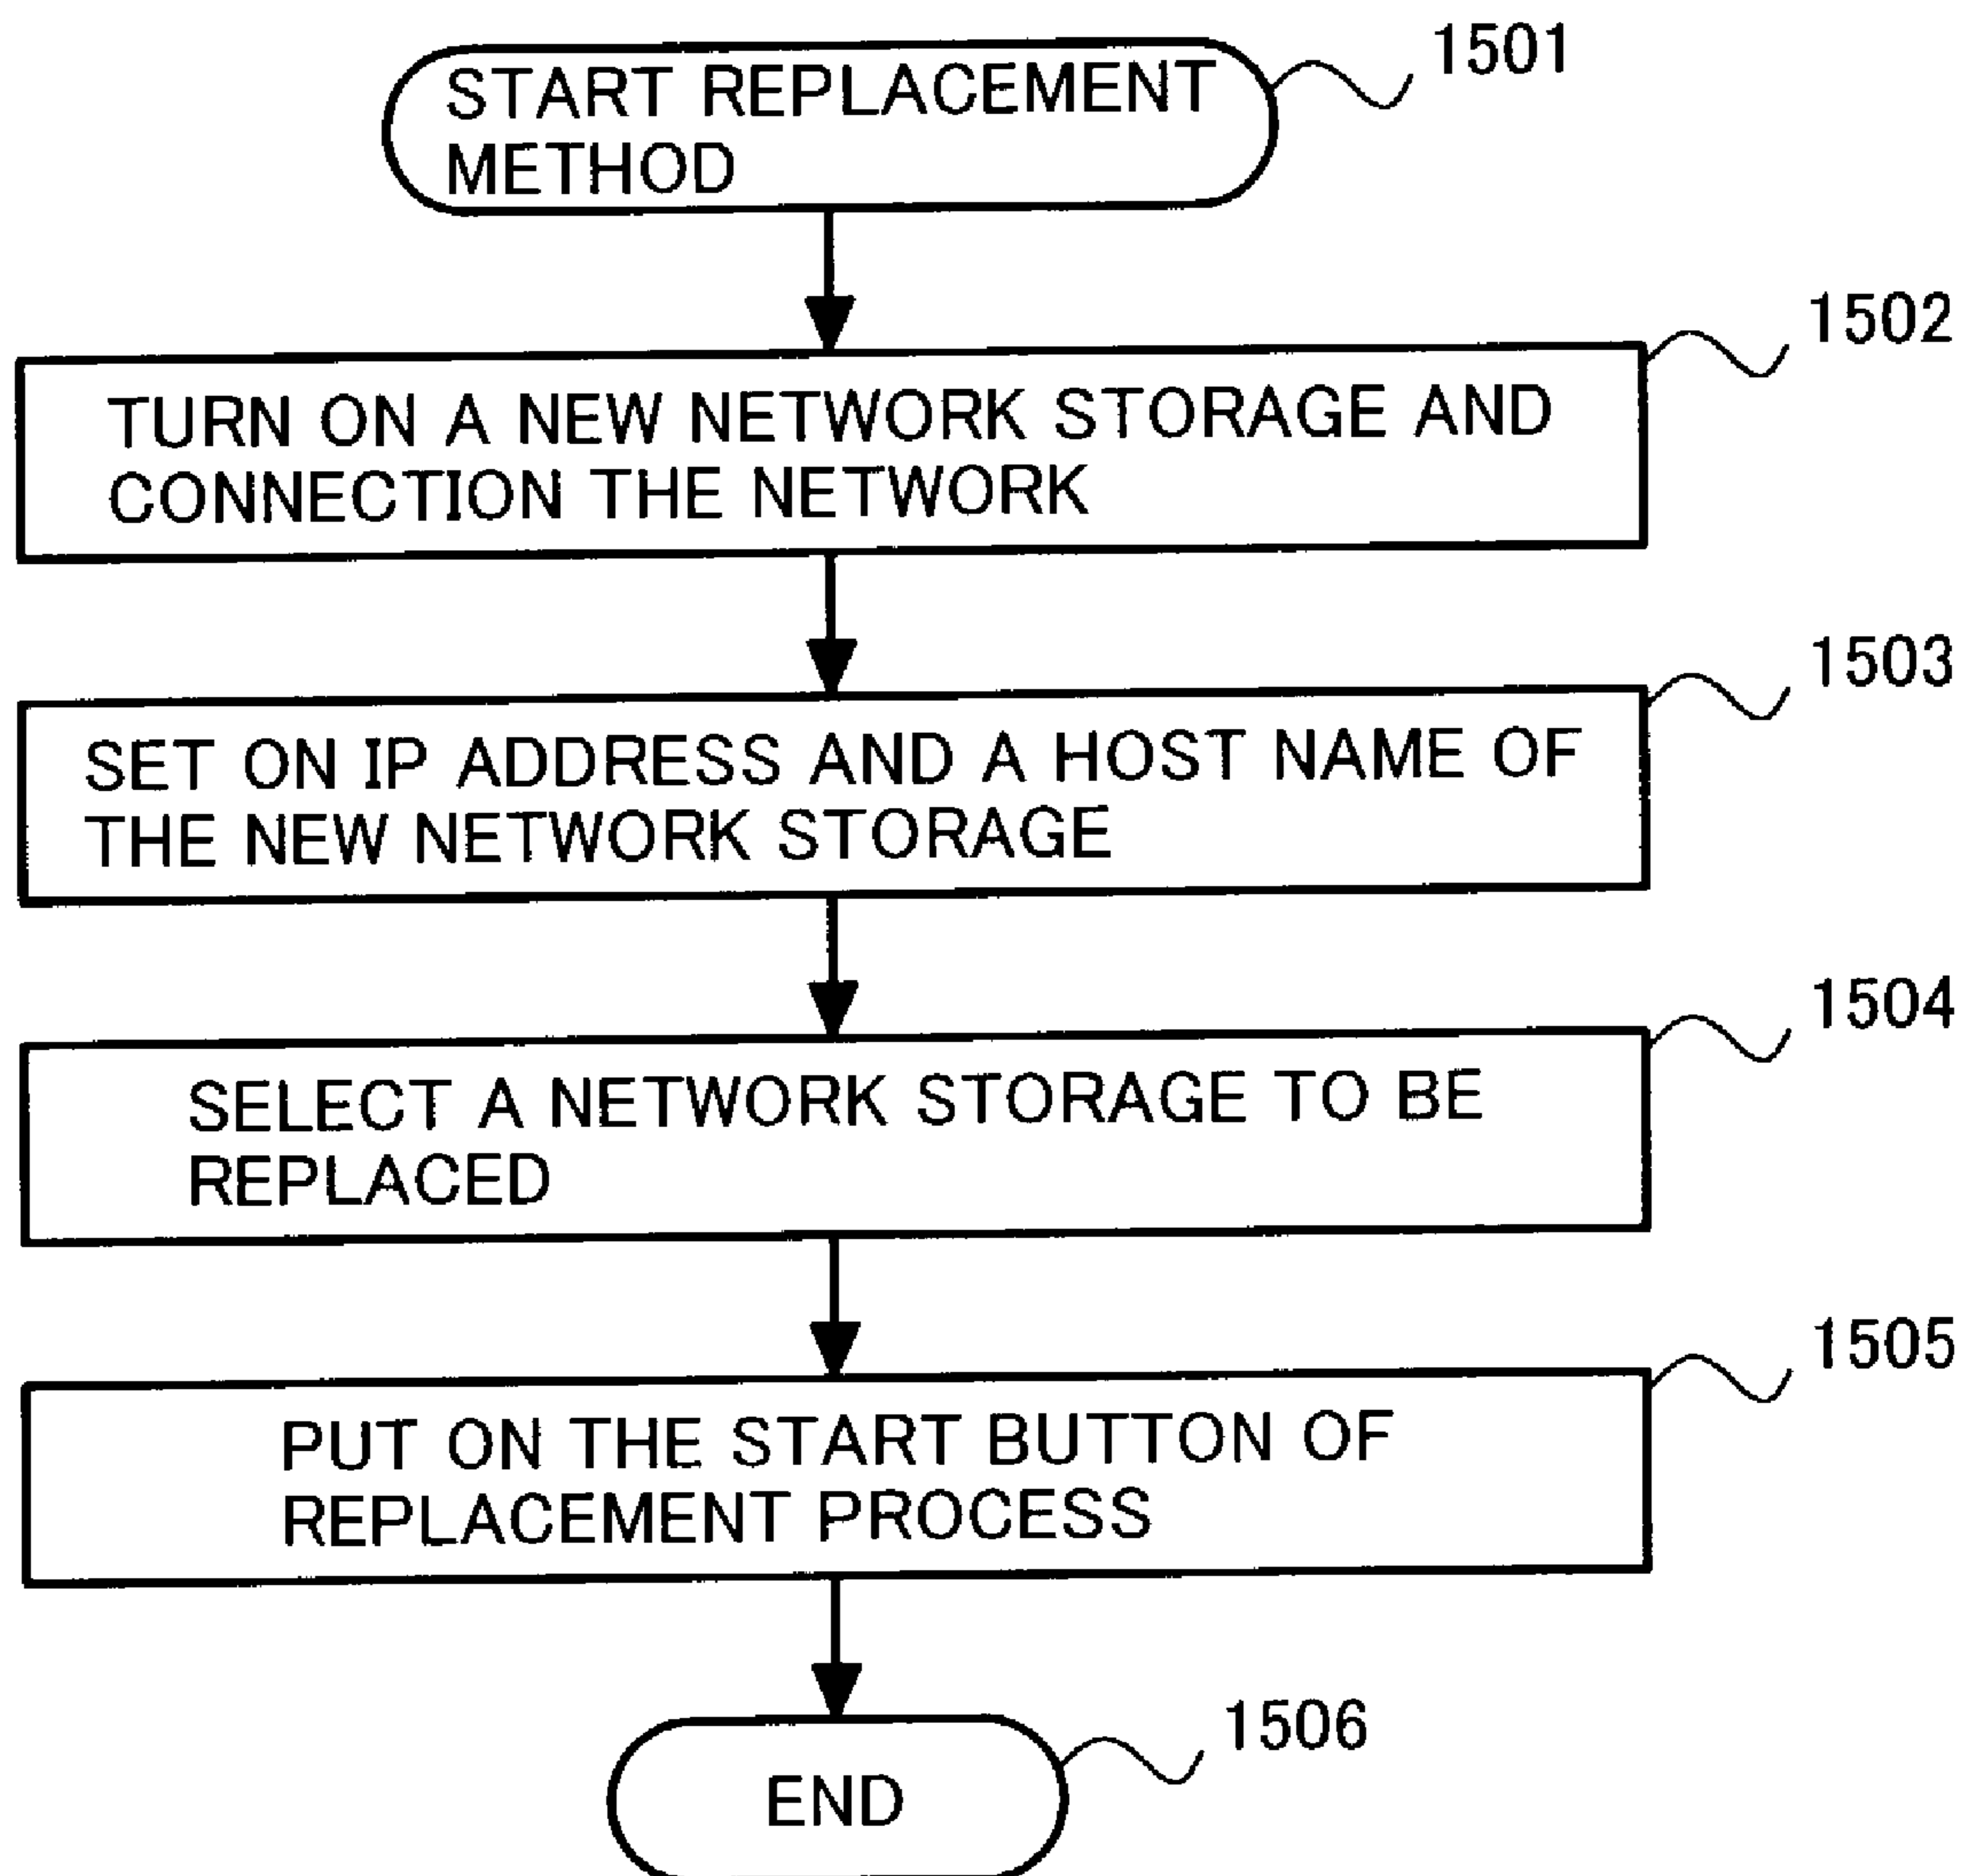 START REPLACEMENT
METHOD
1501
1502
TURN ON A NEW NETWORK STORAGE AND
CONNECTION THE NETWORK
1503
SET ON IP ADDRESS AND A HOST NAME OF
THE NEW NETWORK STORAGE
1504
SELECT A NETWORK STORAGE TO BE
REPLACED
1505
PUT ON THE START BUTTON OF
REPLACEMENT PROCESS
1506
END